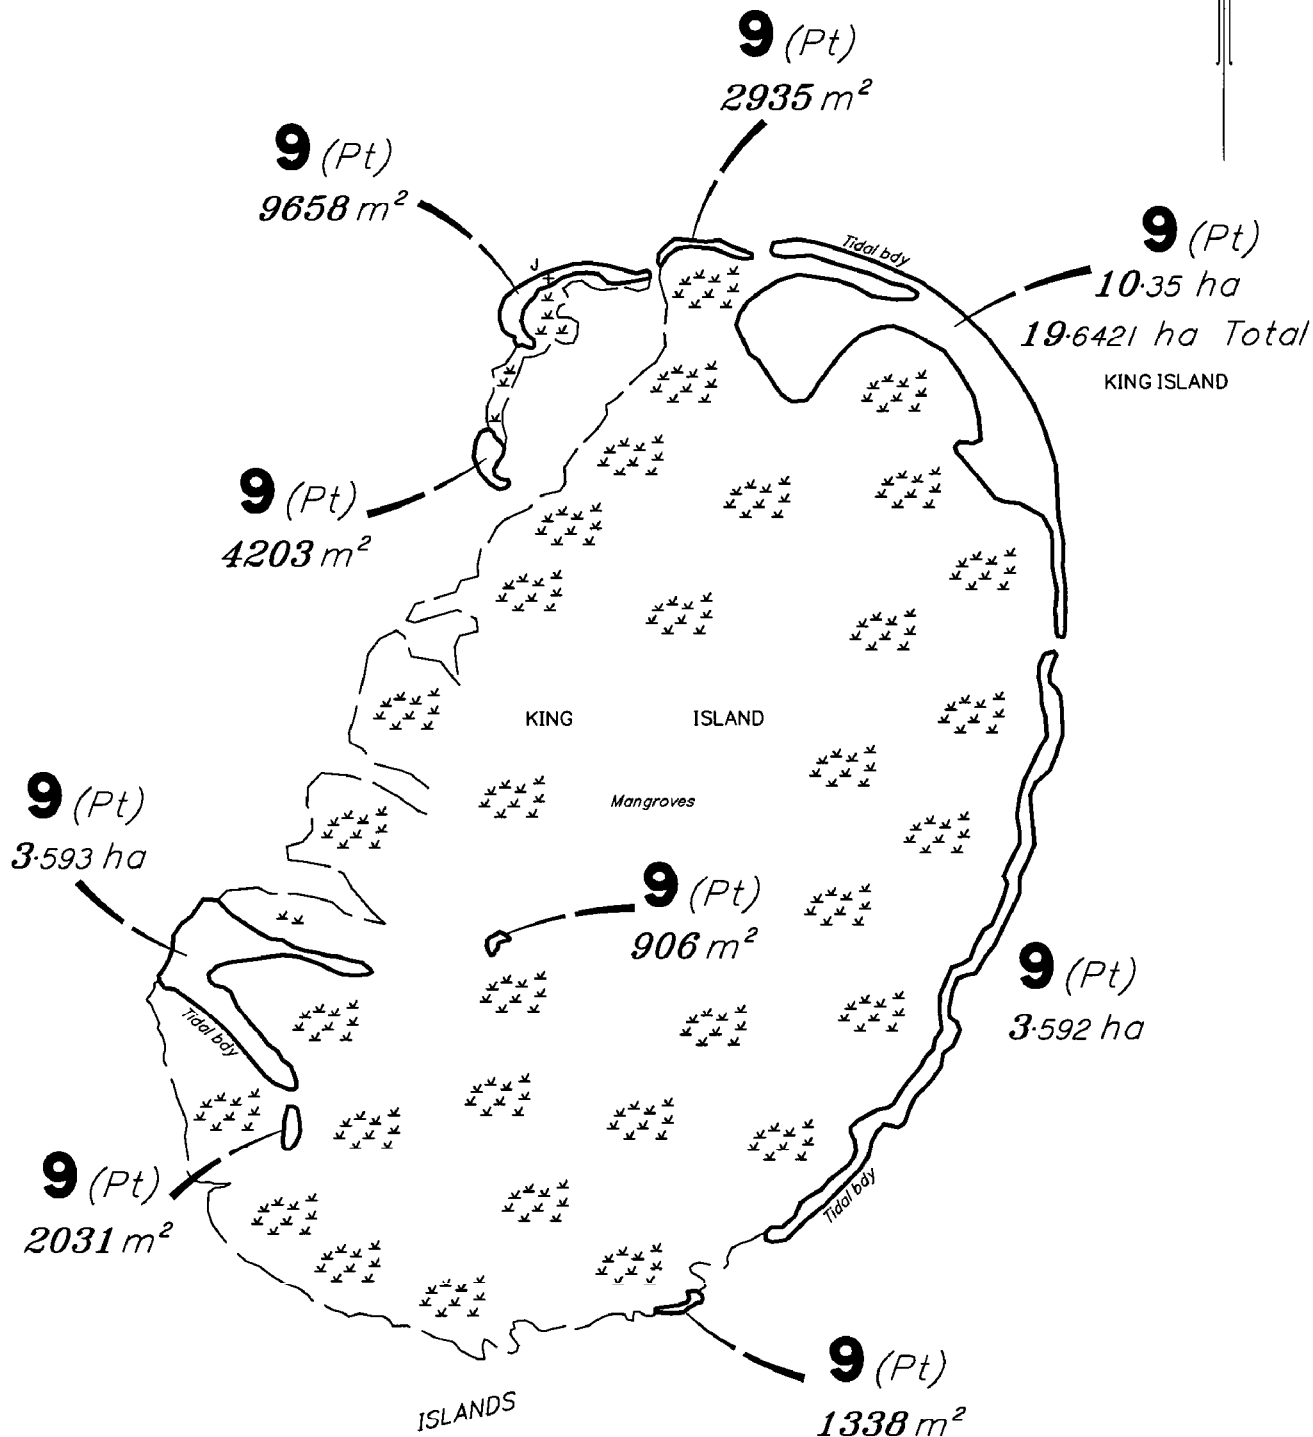 9 (Pt)
2935 m²
9 (Pt)
9658 m²
J
Tidal bdy
9 (Pt)
10·35 ha
19·6421 ha Total
KING ISLAND
9 (Pt)
4203 m²
KING ISLAND
Mangroves
9 (Pt)
3·593 ha
9 (Pt)
906 m²
9 (Pt)
3·592 ha
Tidal bdy
9 (Pt)
2031 m²
Tidal bdy
9 (Pt)
1338 m²
ISLANDS